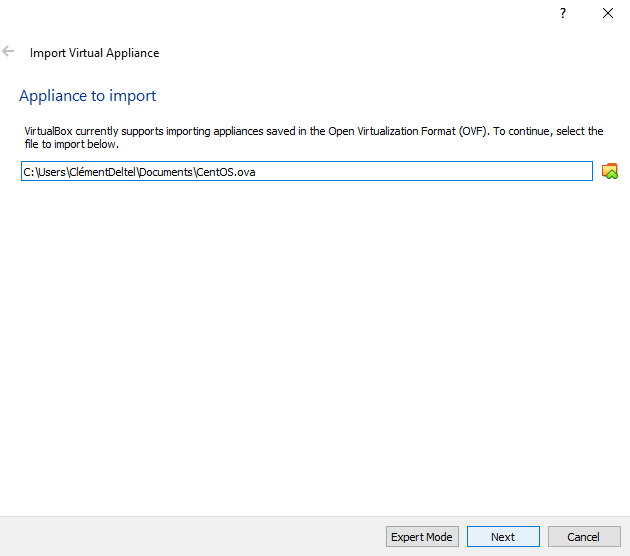 ?
Import Virtual Appliance
Appliance to import
VirtualBox currently supports importing appliances saved in the Open Virtualization Format (OVF). To continue, select the
file to import below.
C:\Users\ClémentDeltel\Documents\CentOS.ova
Expert Mode Next Cancel